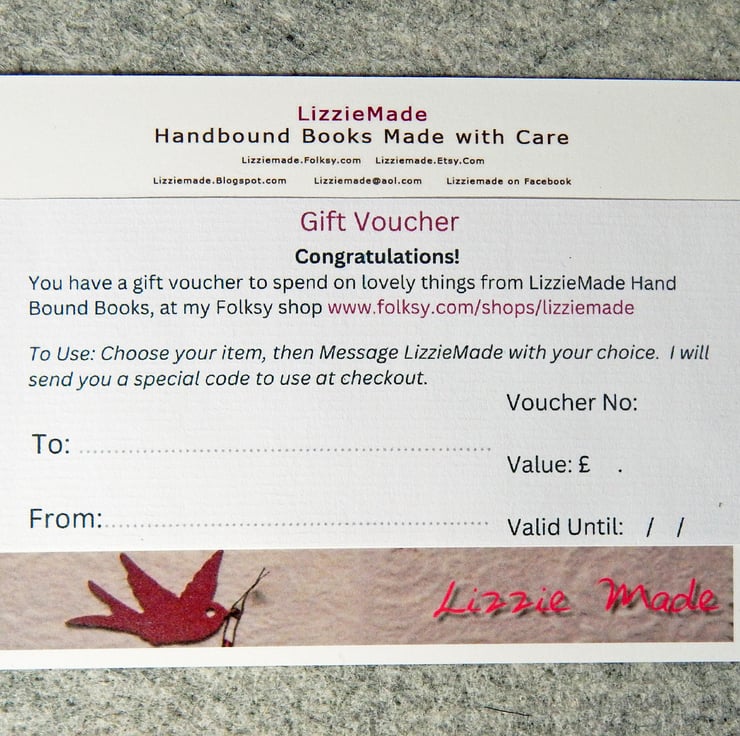 LizzieMade
Handbound Books Made with Care
Lizziemade.Folksy.com Lizziemade.Etsy.Com
Lizziemade.Blogspot.com Lizziemade@aol.com Lizziemade on Facebook
Gift Voucher
Congratulations!
You have a gift voucher to spend on lovely things from LizzieMade Hand
Bound Books, at my Folksy shop www.folksy.com/shops/lizziemade
To Use: Choose your item, then Message LizzieMade with your choice. I will
send you a special code to use at checkout.
Voucher No:
To: ..........................................................
Value: £ .
From:..........................................................
Valid Until: / /
Lizzie Made